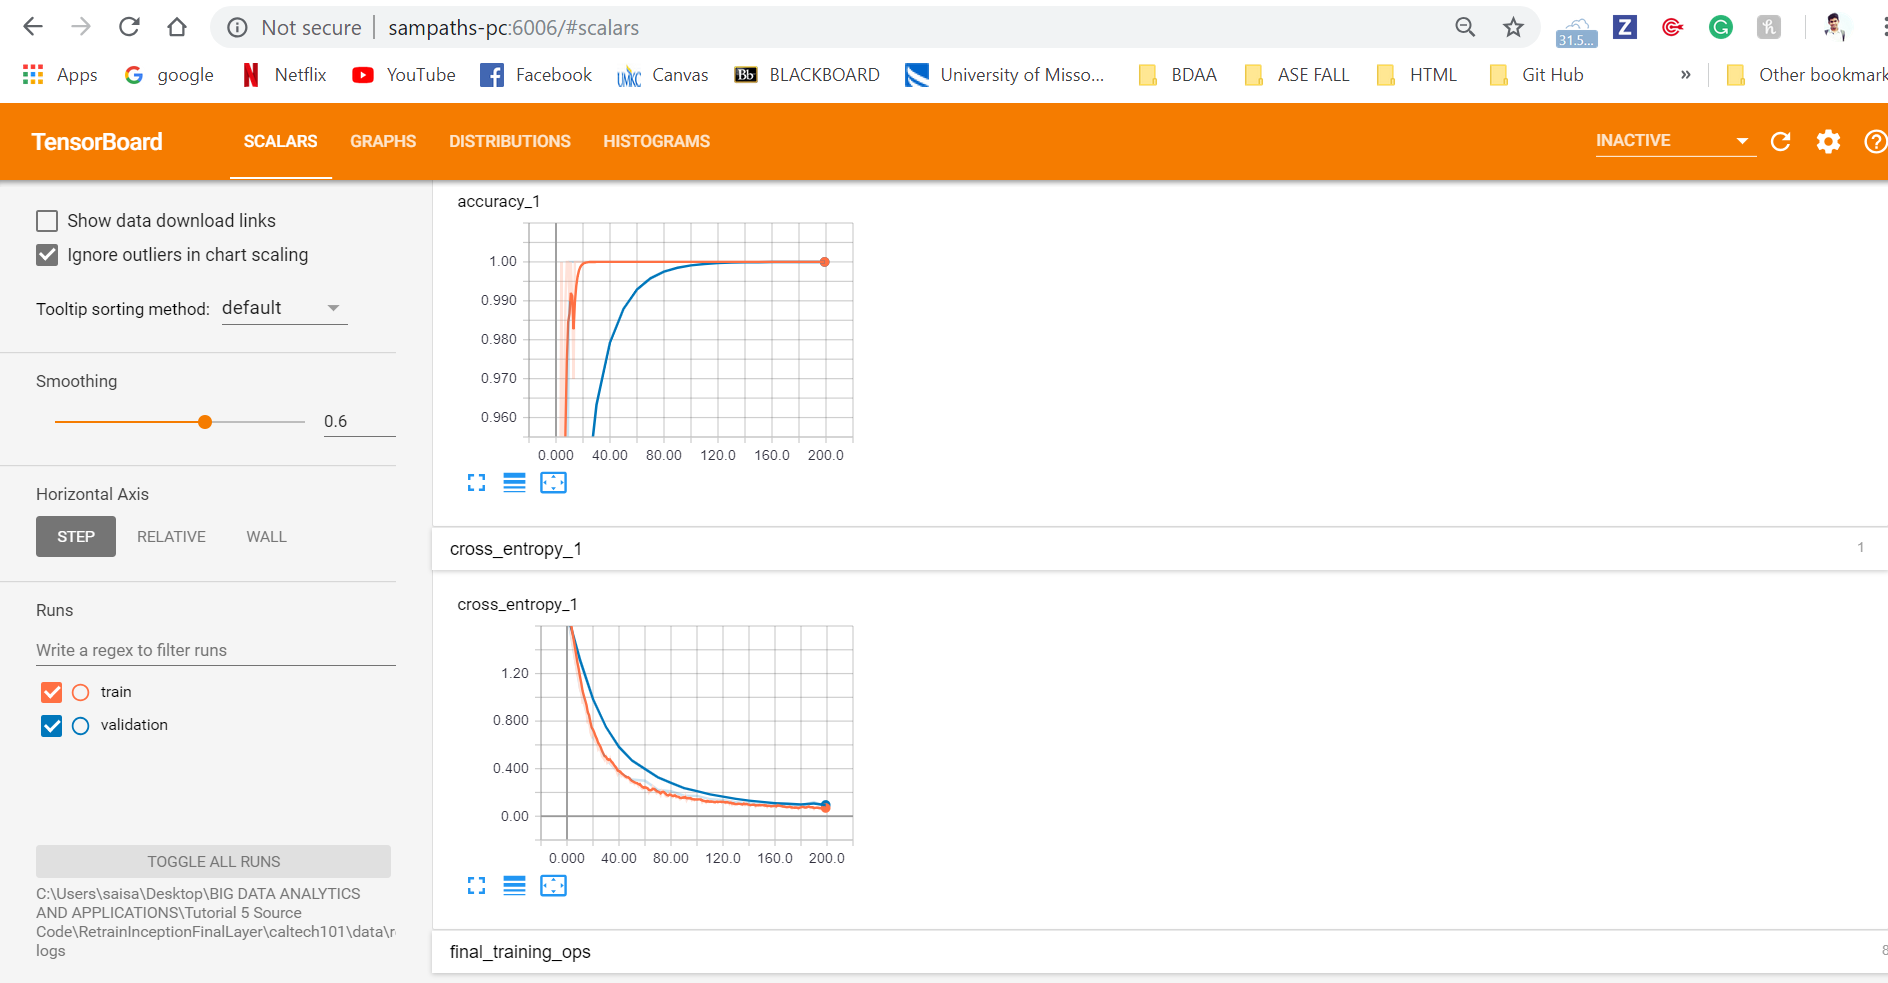 Not secure | sampaths-pc:6006/#scalars
31.5...
Z
G
h
Apps
google
Netflix
YouTube
Facebook
UMKC
Canvas
Bb
BLACKBOARD
University of Misso...
BDAA
ASE FALL
HTML
Git Hub
»
Other bookmark
TensorBoard
SCALARS
GRAPHS
DISTRIBUTIONS
HISTOGRAMS
INACTIVE
Show data download links
Ignore outliers in chart scaling
Tooltip sorting method: default
Smoothing
0.6
Horizontal Axis
STEP
RELATIVE
WALL
Runs
Write a regex to filter runs
train
validation
TOGGLE ALL RUNS
C:\Users\saisa\Desktop\BIG DATA ANALYTICS
AND APPLICATIONS\Tutorial 5 Source
Code\RetrainInceptionFinalLayer\caltech101\data\r
logs
accuracy_1
1.00
0.990
0.980
0.970
0.960
0.000 40.00 80.00 120.0 160.0 200.0
cross_entropy_1
1
cross_entropy_1
1.20
0.800
0.400
0.00
0.000 40.00 80.00 120.0 160.0 200.0
final_training_ops
8